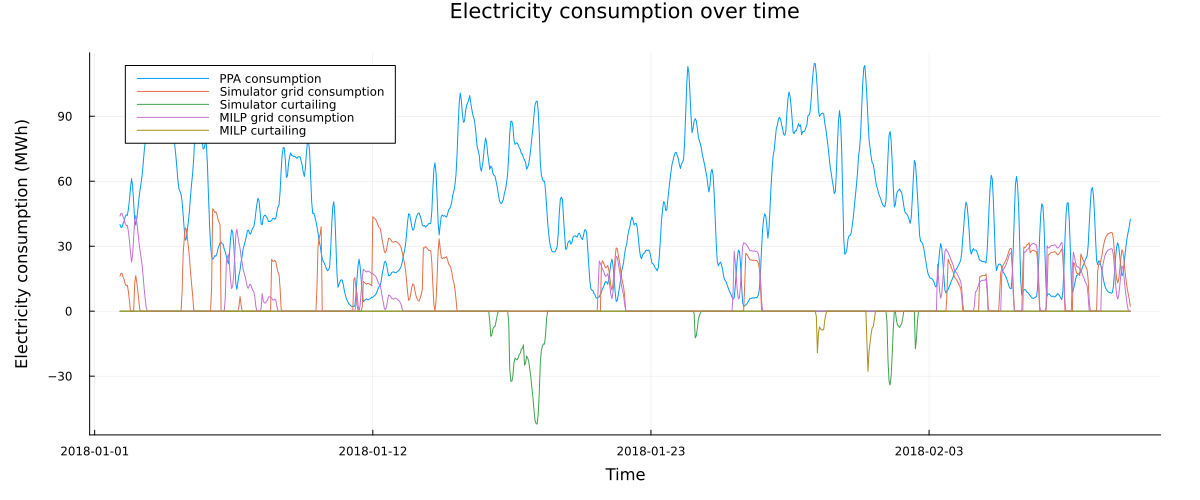 Electricity consumption over time
PPA consumption
Simulator grid consumption
Simulator curtailing
MILP grid consumption
MILP curtailing
Electricity consumption (MWh)
90
60
30
0
−30
2018-01-01
2018-01-12
2018-01-23
2018-02-03
Time